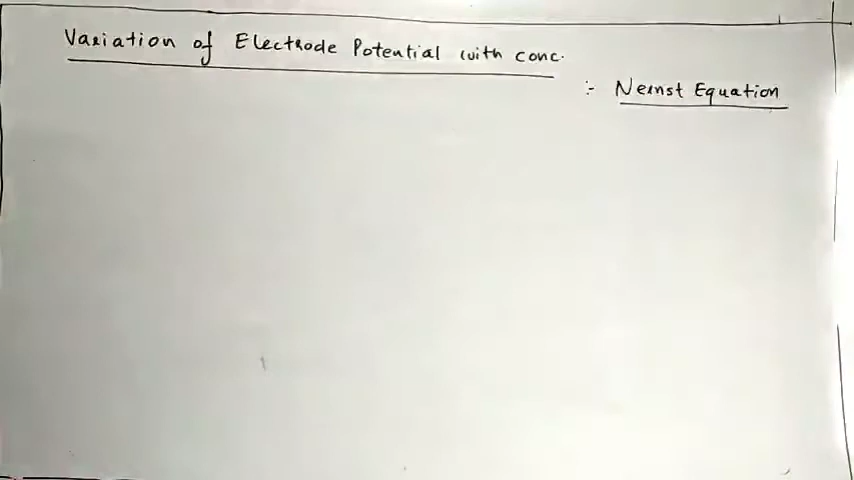 Variation of Electrode Potential with conc.
:- Nernst Equation